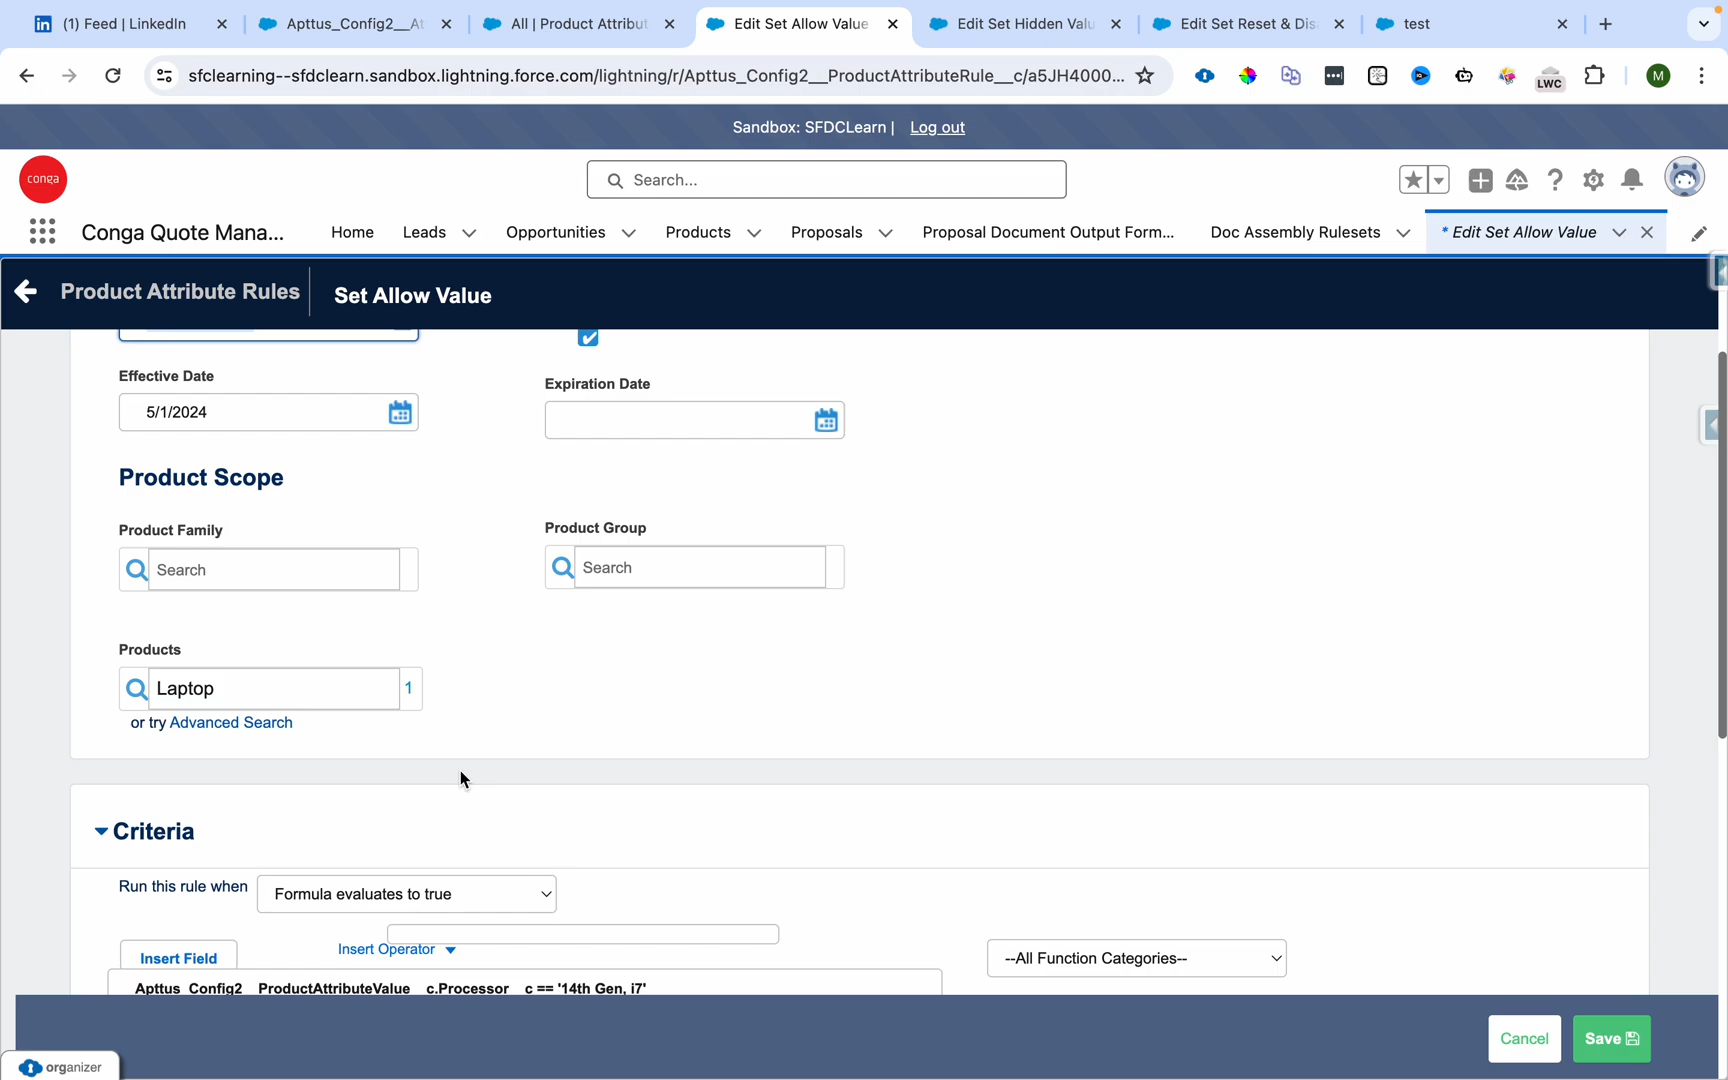 (1) Feed | LinkedIn
Apttus_Config2__At
All | Product Attribut
Edit Set Allow Value
Edit Set Hidden Valu
Edit Set Reset & Dis
test
sfclearning--sfdclearn.sandbox.lightning.force.com/lightning/r/Apttus_Config2__ProductAttributeRule__c/a5JH4000...
LWC
M
Sandbox: SFDCLearn | Log out
conga
Search...
Conga Quote Mana...
Home
Leads
Opportunities
Products
Proposals
Proposal Document Output Form...
Doc Assembly Rulesets
* Edit Set Allow Value
Product Attribute Rules
Set Allow Value
Effective Date
Expiration Date
5/1/2024
Product Scope
Product Family
Product Group
Search
Search
Products
Laptop
1
or try Advanced Search
Criteria
Run this rule when
Formula evaluates to true
Insert Field
Insert Operator
--All Function Categories--
Apttus_Config2__ProductAttributeValue__c.Processor__c == '14th Gen, i7'
Cancel
Save
organizer